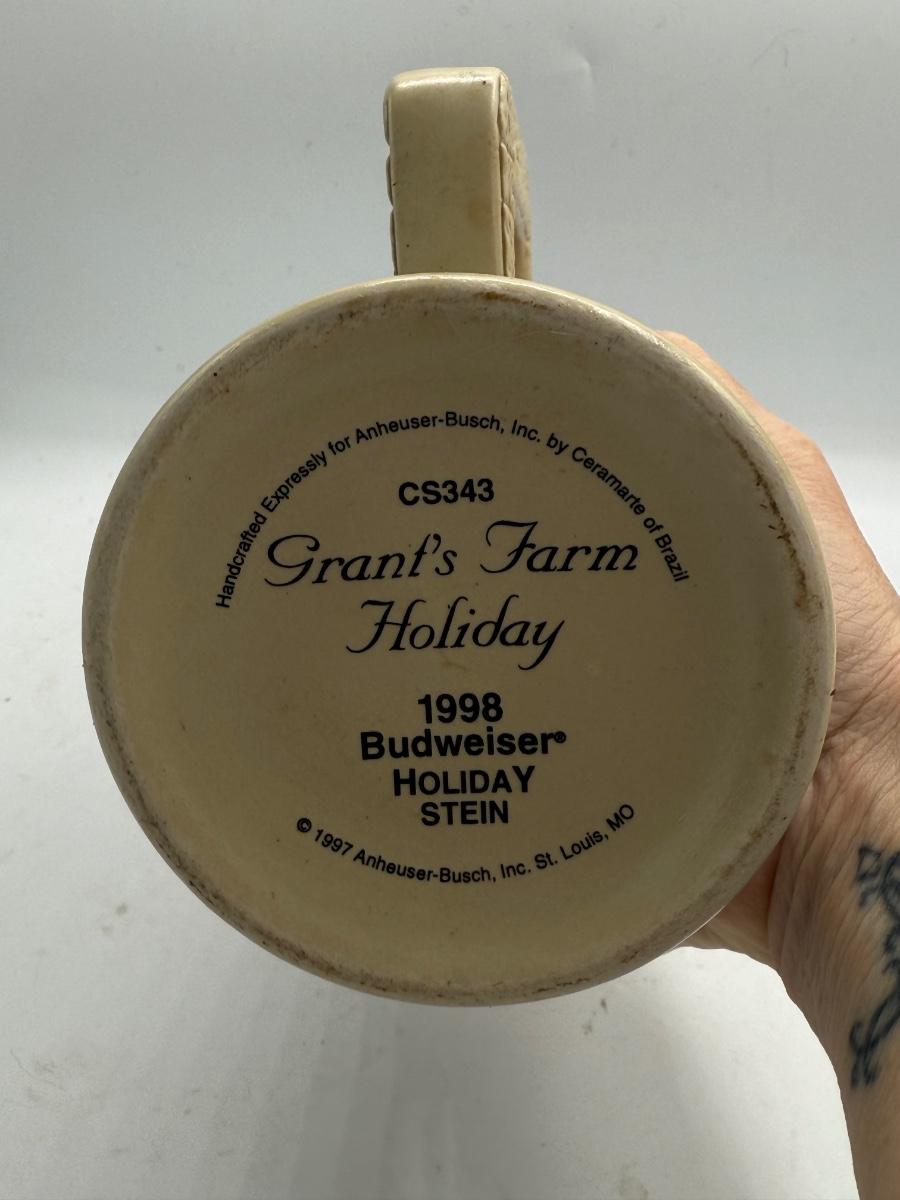 Handcrafted Expressly for Anheuser-Busch, Inc. by Ceramarte of Brazil
CS343
Grant's Farm
Holiday
1998
Budweiser®
HOLIDAY
STEIN
© 1997 Anheuser-Busch, Inc. St. Louis, MO